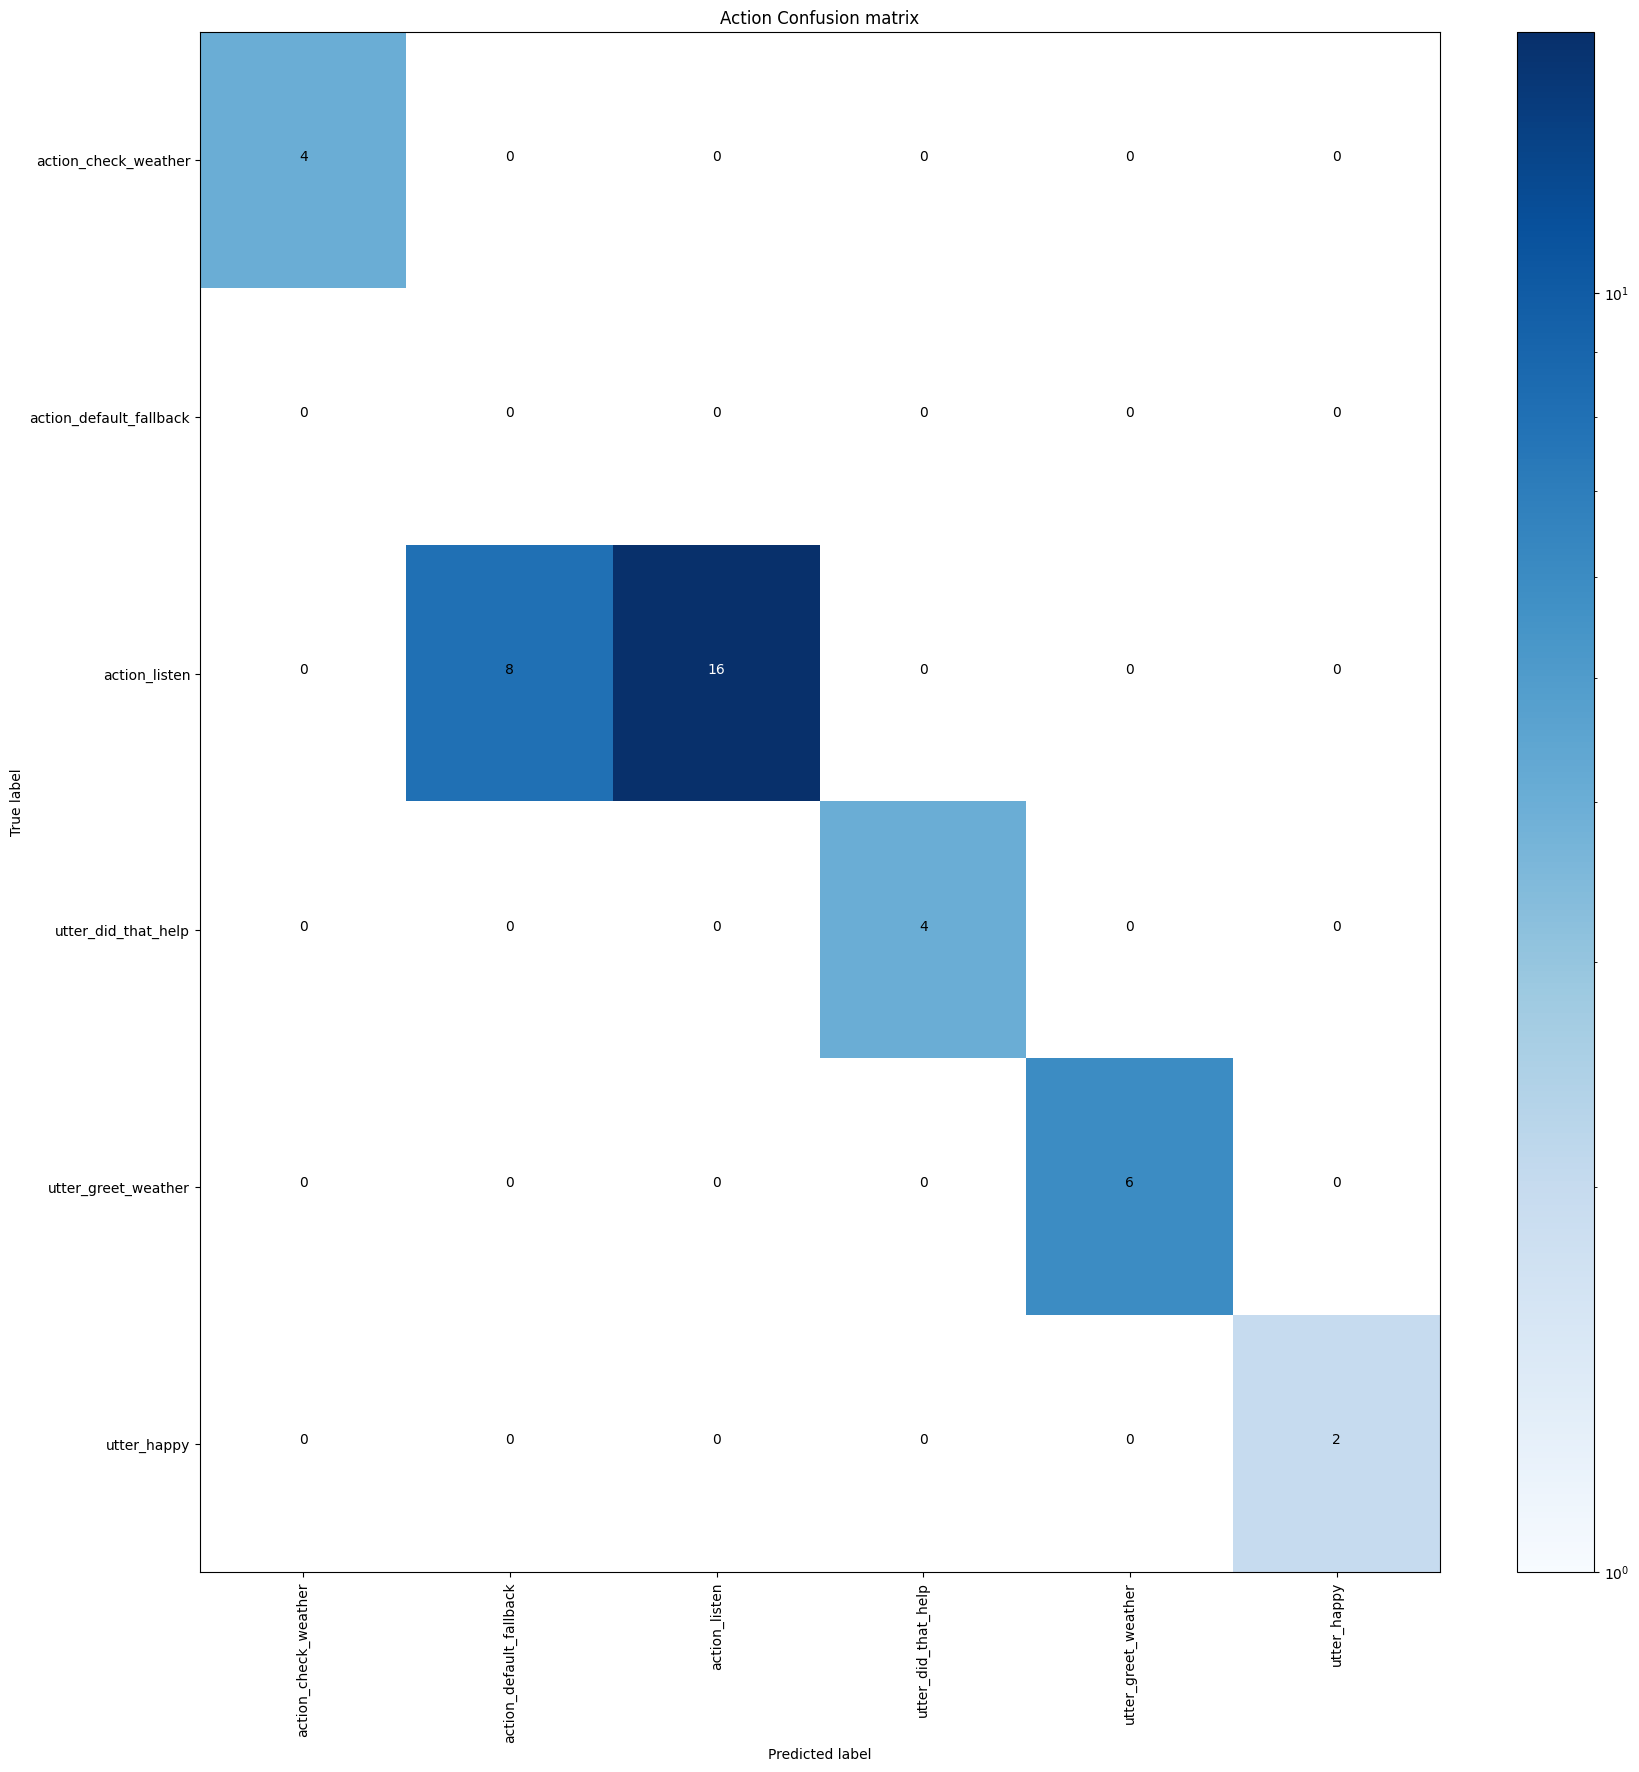 Action Confusion matrix
action_check_weather
4 0 0 0 0 0
action_default_fallback
0 0 0 0 0 0
action_listen
0 8 16 0 0 0
utter_did_that_help
0 0 0 4 0 0
utter_greet_weather
0 0 0 0 6 0
utter_happy
0 0 0 0 0 2
True label
action_check_weather
action_default_fallback
action_listen
utter_did_that_help
utter_greet_weather
utter_happy
Predicted label
10¹
10⁰